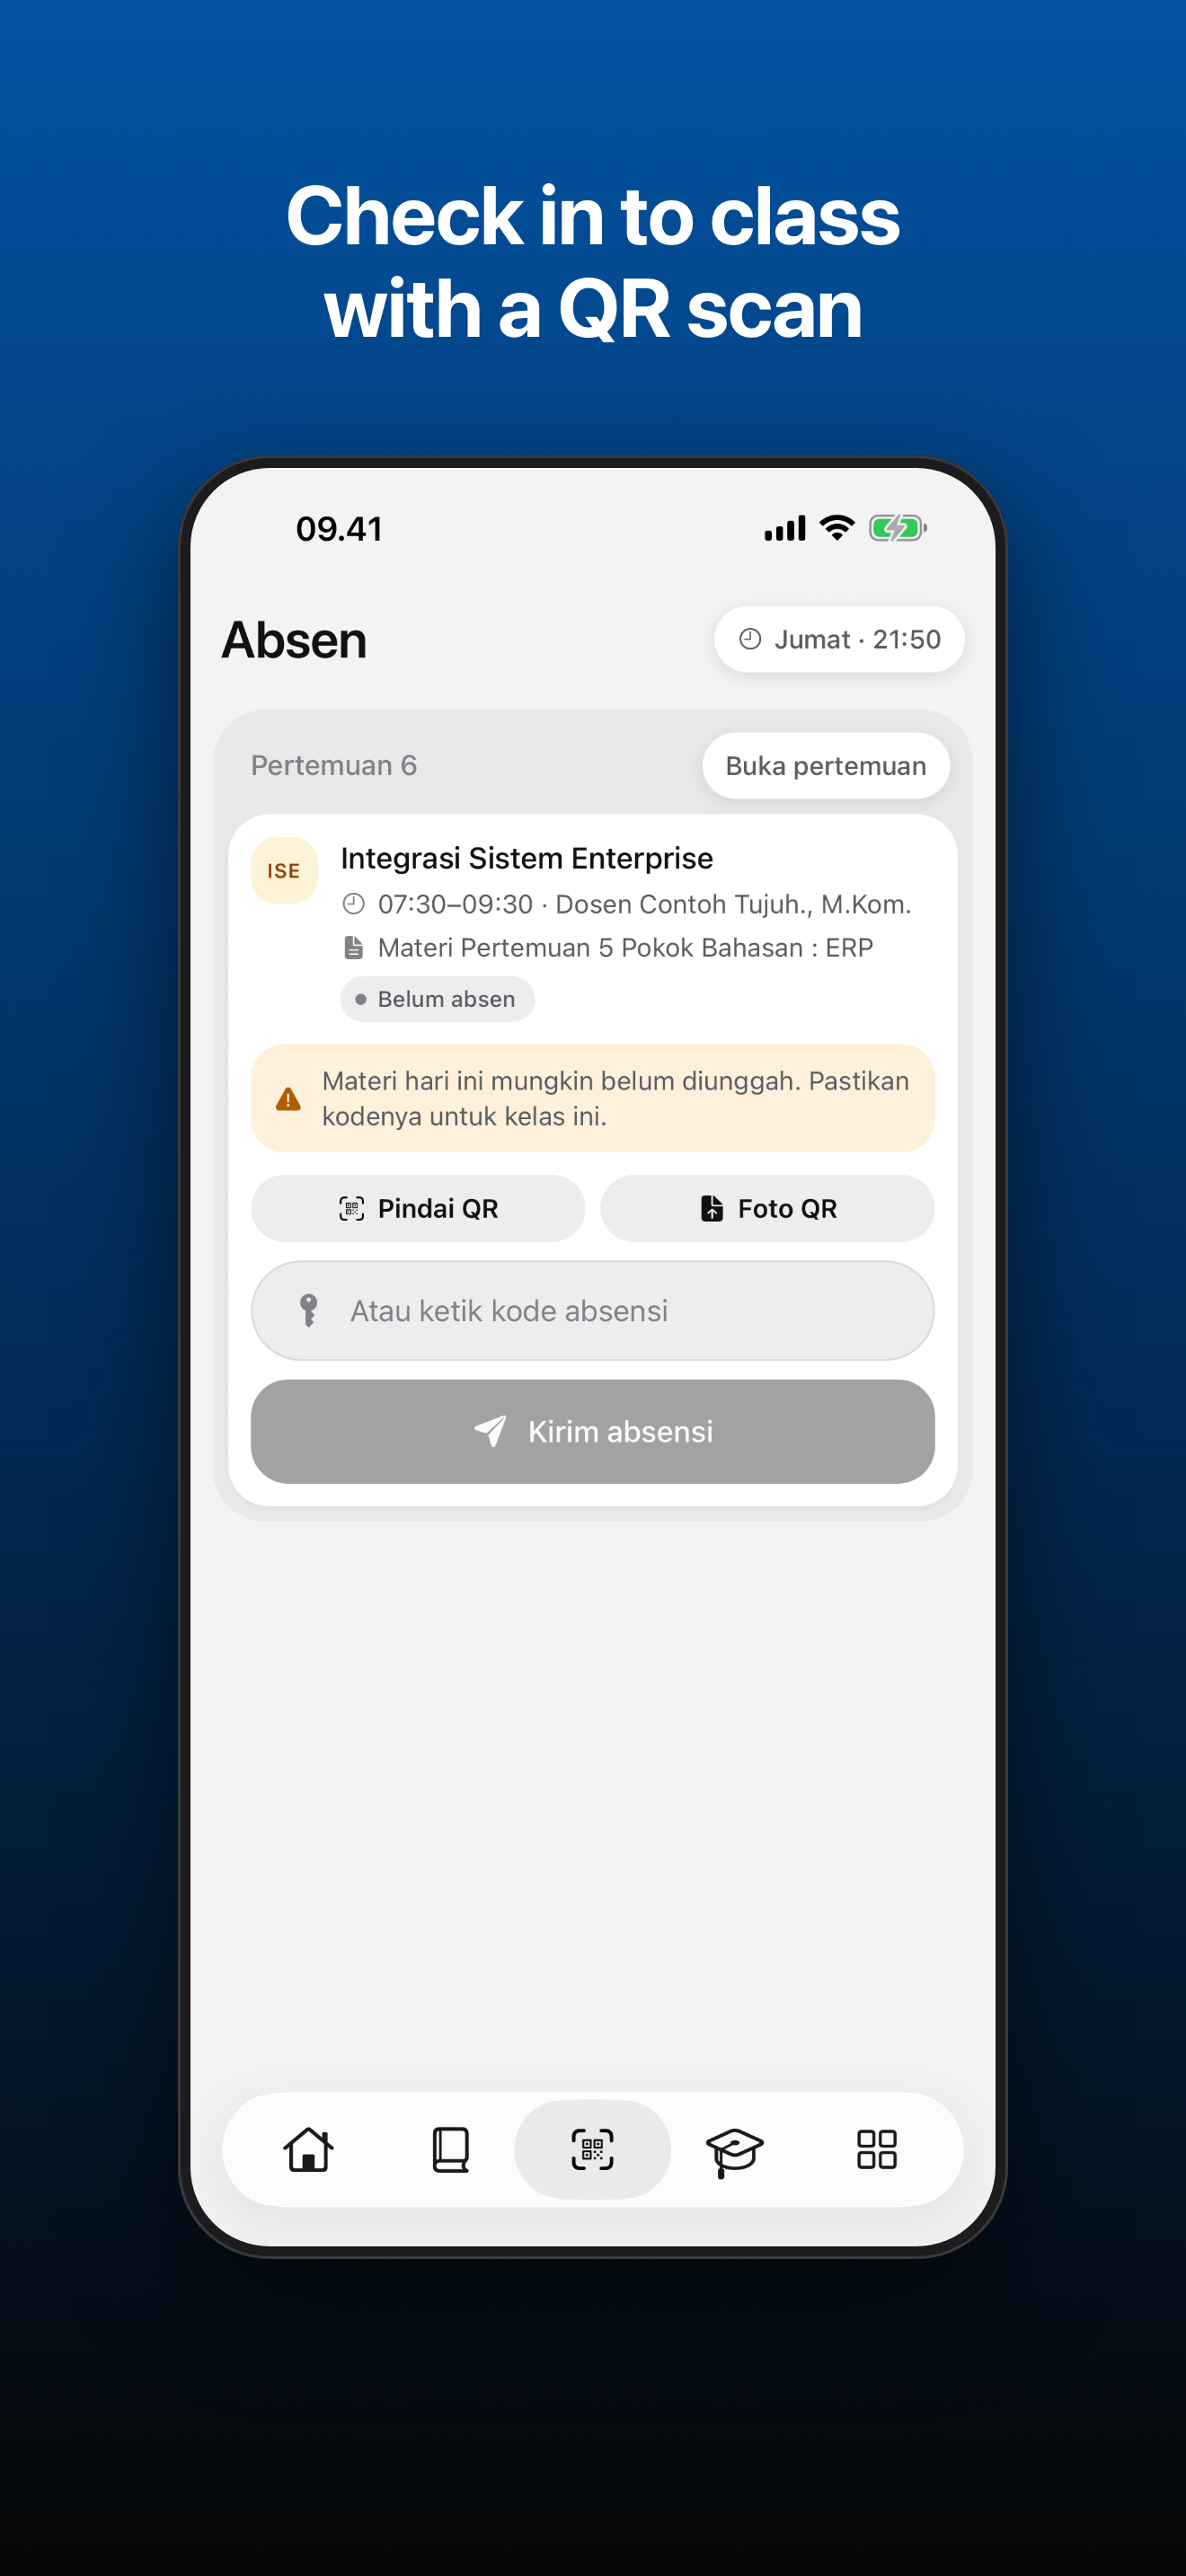 Check in to class
with a QR scan
09.41
Absen
Jumat · 21:50
Pertemuan 6
Buka pertemuan
ISE
Integrasi Sistem Enterprise
07:30–09:30 · Dosen Contoh Tujuh., M.Kom.
Materi Pertemuan 5 Pokok Bahasan : ERP
Belum absen
Materi hari ini mungkin belum diunggah. Pastikan
kodenya untuk kelas ini.
Pindai QR
Foto QR
Atau ketik kode absensi
Kirim absensi